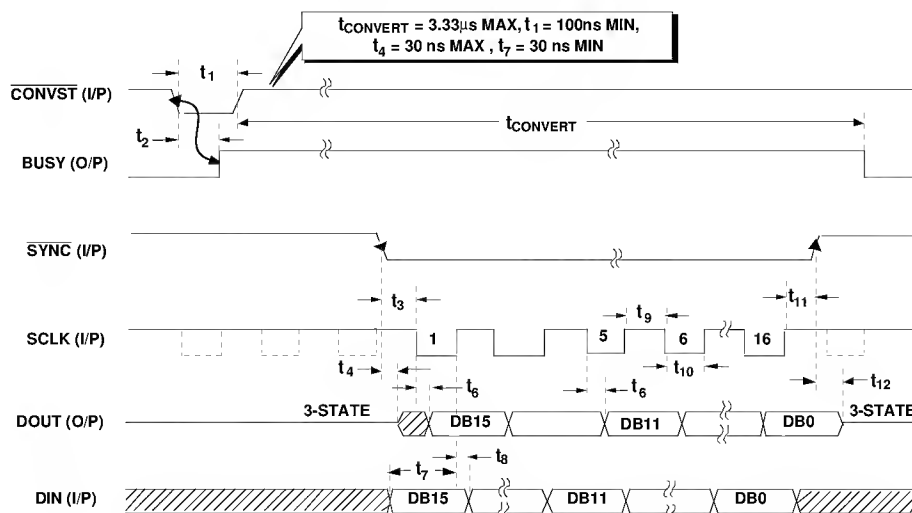 tCONVERT = 3.33µs MAX, t1 = 100ns MIN,
t4 = 30 ns MAX , t7 = 30 ns MIN
t1
CONVST (I/P)
tCONVERT
t2
BUSY (O/P)
SYNC (I/P)
t3
t9
t11
SCLK (I/P)
1
5
6
16
t4
t6
t6
t10
t12
3-STATE
3-STATE
DOUT (O/P)
DB15
DB11
DB0
t7
t8
DIN (I/P)
DB15
DB11
DB0